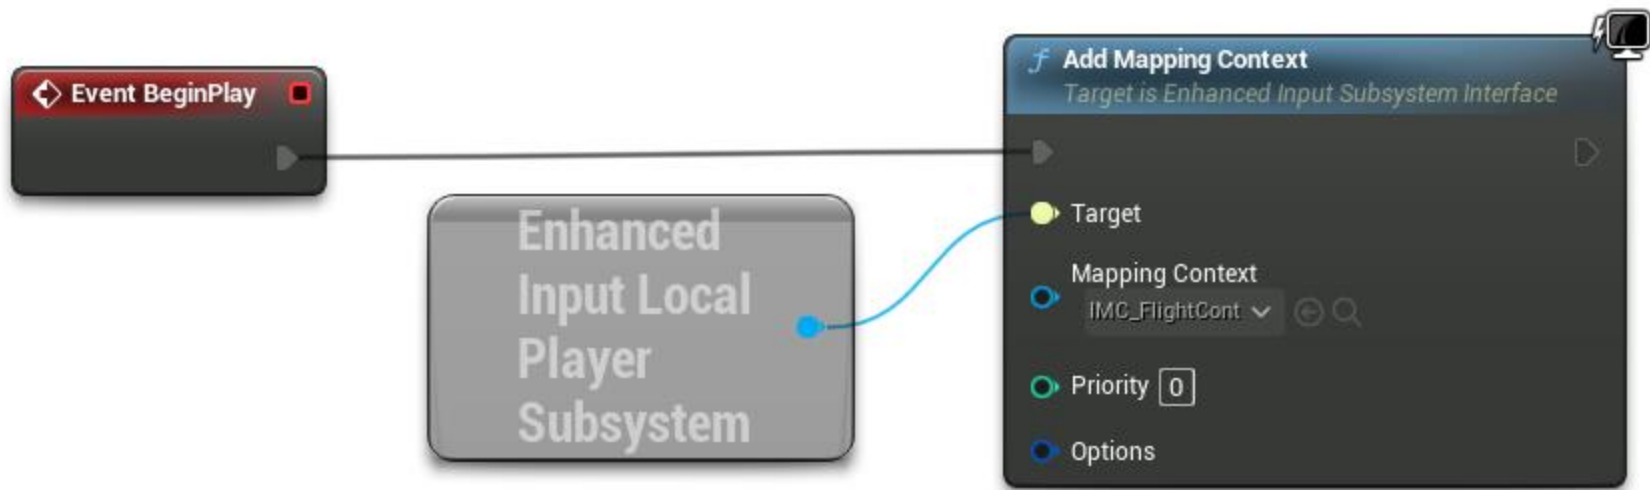 Event BeginPlay
Enhanced
Input Local
Player
Subsystem
f Add Mapping Context
Target is Enhanced Input Subsystem Interface
Target
Mapping Context
IMC_FlightCont
Priority 0
Options